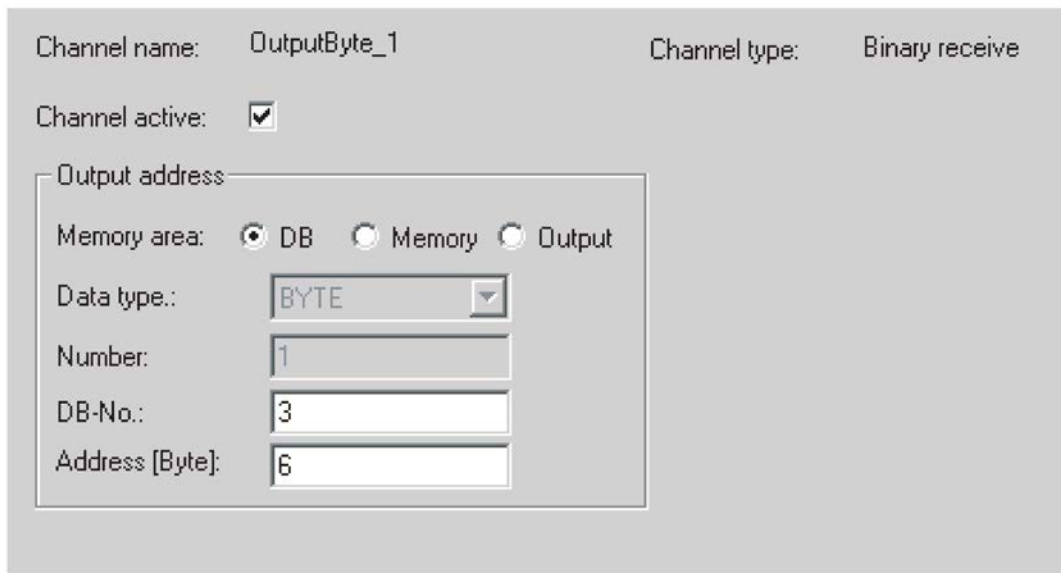 Channel name: OutputByte_1 Channel type: Binary receive
Channel active:
Output address
Memory area: DB Memory Output
Data type.: BYTE
Number: 1
DB-No.: 3
Address [Byte]: 6